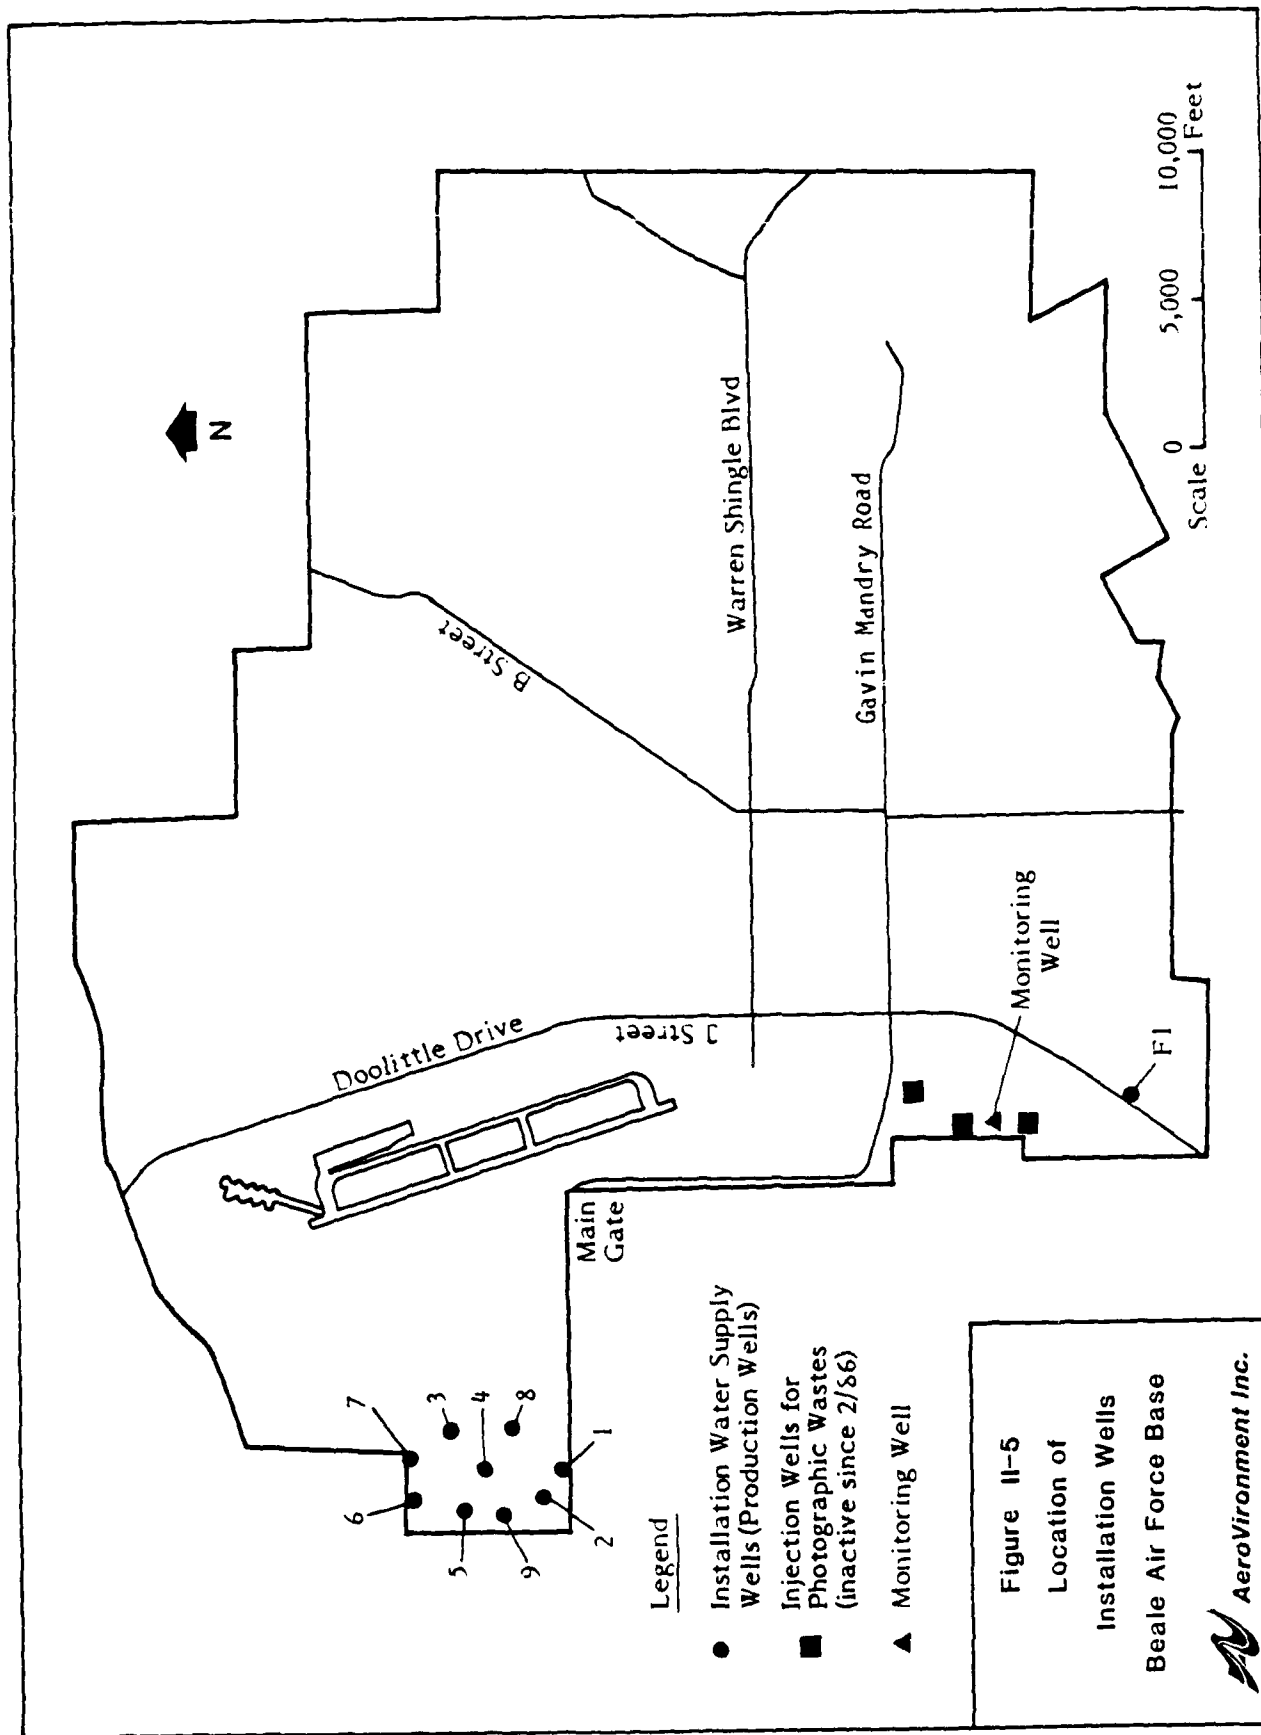 N
B Street
Doolittle Drive
J Street
Warren Shingle Blvd
Gavin Mandry Road
Main
Gate
7
6
3
4
5
8
9
1
2
Monitoring
Well
F1
Legend
Installation Water Supply
Wells (Production Wells)
Injection Wells for
Photographic Wastes
(inactive since 2/86)
Monitoring Well
0 5,000 10,000
Scale Feet
Figure II-5
Location of
Installation Wells
Beale Air Force Base
AeroVironment Inc.